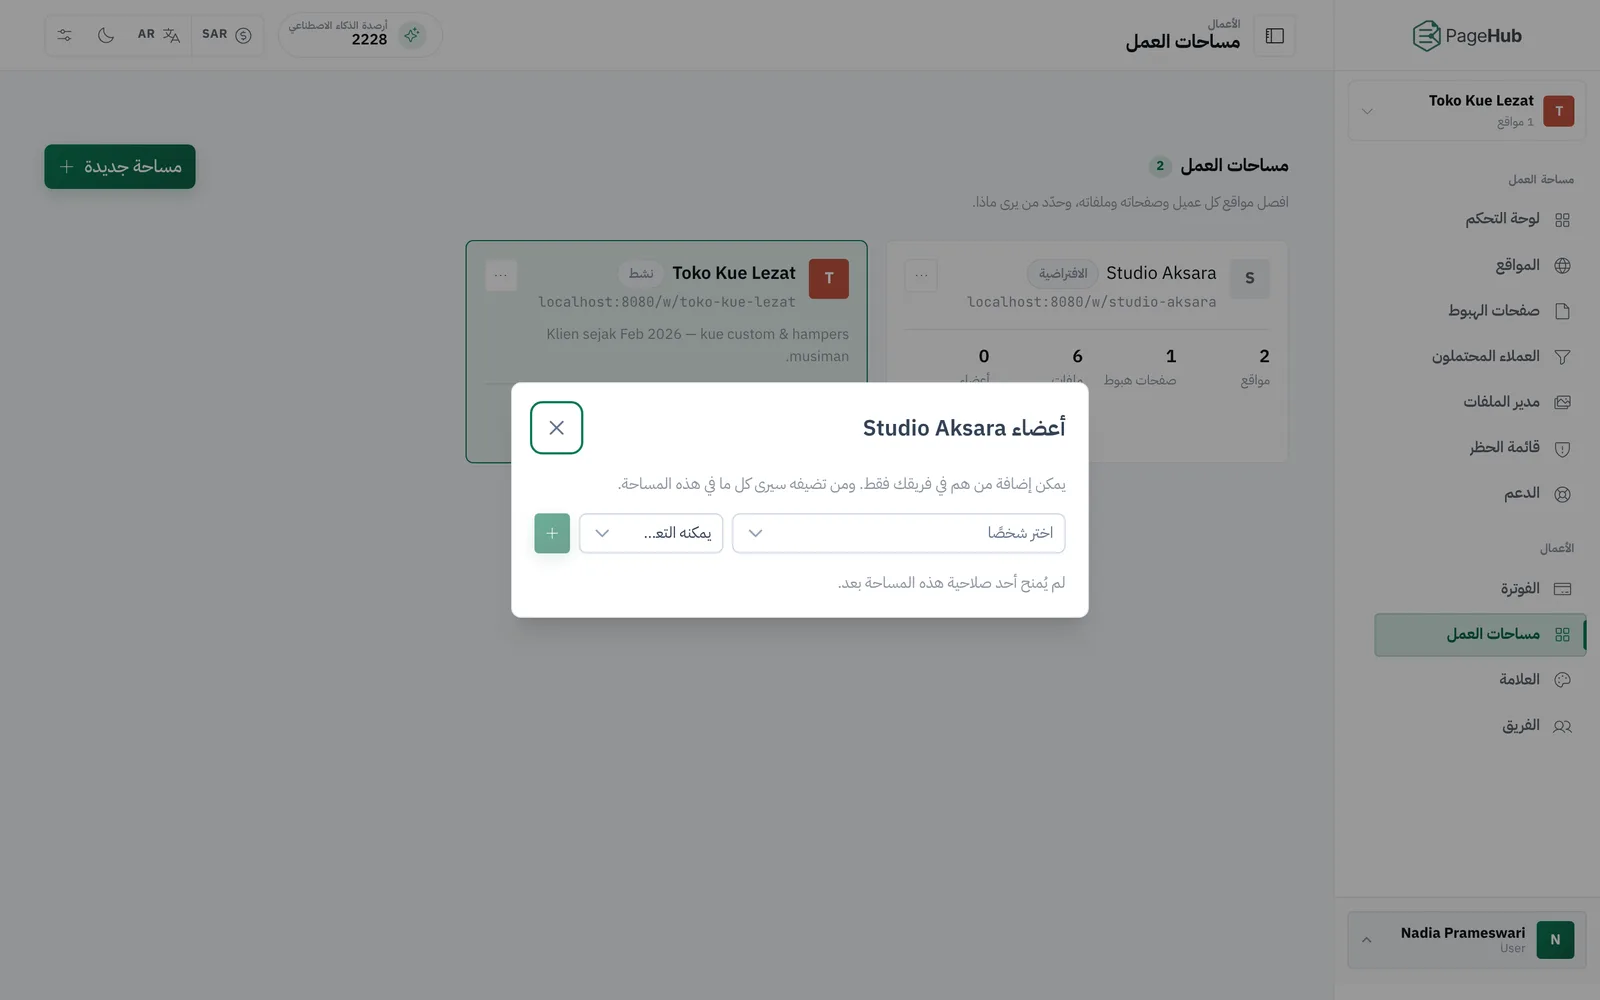 PageHub
Toko Kue Lezat
T
1 مواقع
مساحة العمل
لوحة التحكم
المواقع
صفحات الهبوط
العملاء المحتملون
مدير الملفات
قائمة الحظر
الدعم
الأعمال
الفوترة
مساحات العمل
العلامة
الفريق
Nadia Prameswari
User
N
الأعمال
مساحات العمل
أرصدة الذكاء الاصطناعي
2228
SAR
AR
مساحات العمل 2
افصل مواقع كل عميل وصفحاته وملفاته، وحدّد من يرى ماذا.
مساحة جديدة
S
Studio Aksara الافتراضية
localhost:8080/w/studio-aksara
2 1 6 0
مواقع صفحات هبوط ملفات أعضاء
T
Toko Kue Lezat نشط
localhost:8080/w/toko-kue-lezat
Klien sejak Feb 2026 — kue custom & hampers
musiman.
أعضاء Studio Aksara
يمكن إضافة من هم في فريقك فقط. ومن تضيفه سيرى كل ما في هذه المساحة.
اختر شخصًا
يمكنه التعـ...
لم يُمنح أحد صلاحية هذه المساحة بعد.